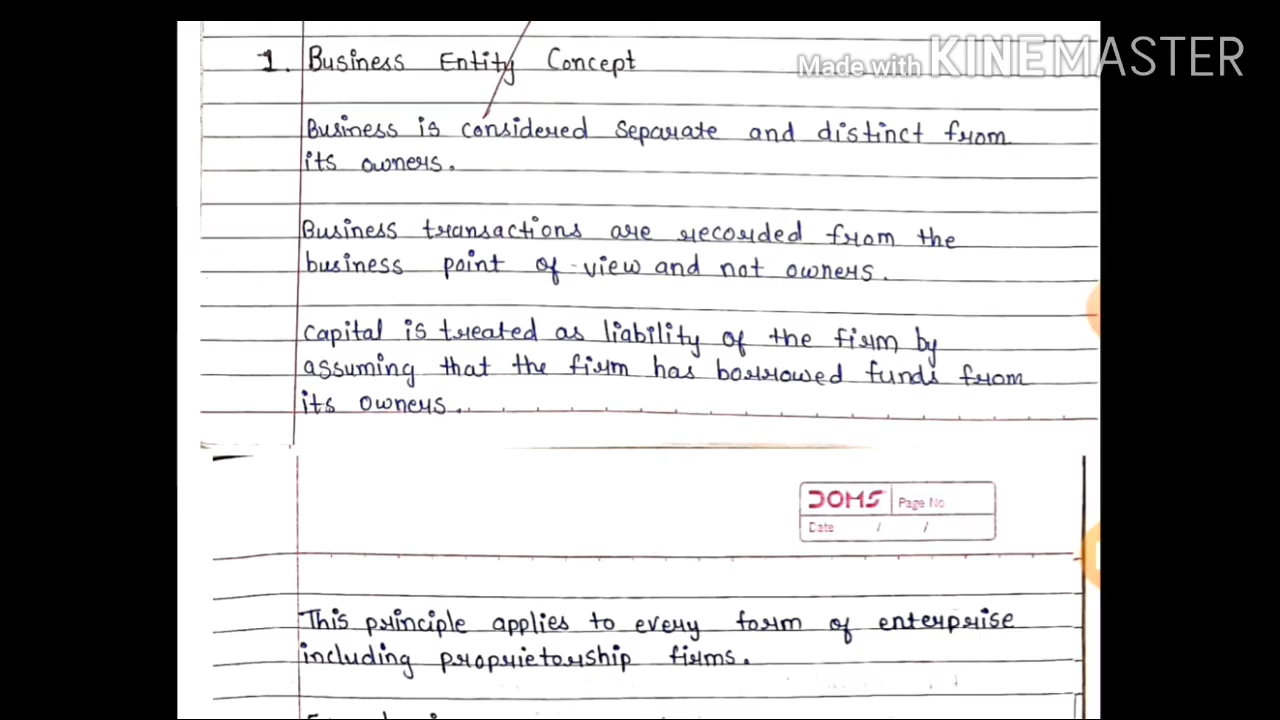 Made with KINEMASTER
1. Business Entity Concept
Business is considered separate and distinct from
its owners.
Business transactions are recorded from the
business point of view and not owners.
Capital is treated as liability of the firm by
assuming that the firm has borrowed funds from
its owners.
DOMS Page No
Date / /
This principle applies to every form of enterprise
including proprietorship firms.